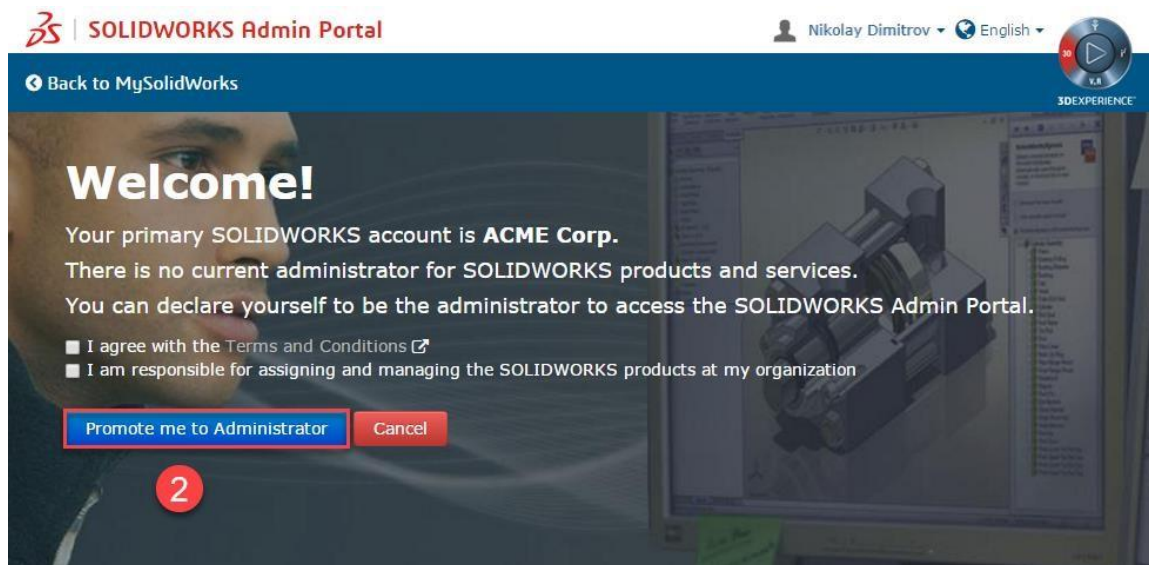 SOLIDWORKS Admin Portal
Nikolay Dimitrov
English
Back to MySolidWorks
3D
V.R
3DEXPERIENCE
Welcome!
Your primary SOLIDWORKS account is ACME Corp.
There is no current administrator for SOLIDWORKS products and services.
You can declare yourself to be the administrator to access the SOLIDWORKS Admin Portal.
I agree with the Terms and Conditions
I am responsible for assigning and managing the SOLIDWORKS products at my organization
Promote me to Administrator
Cancel
2